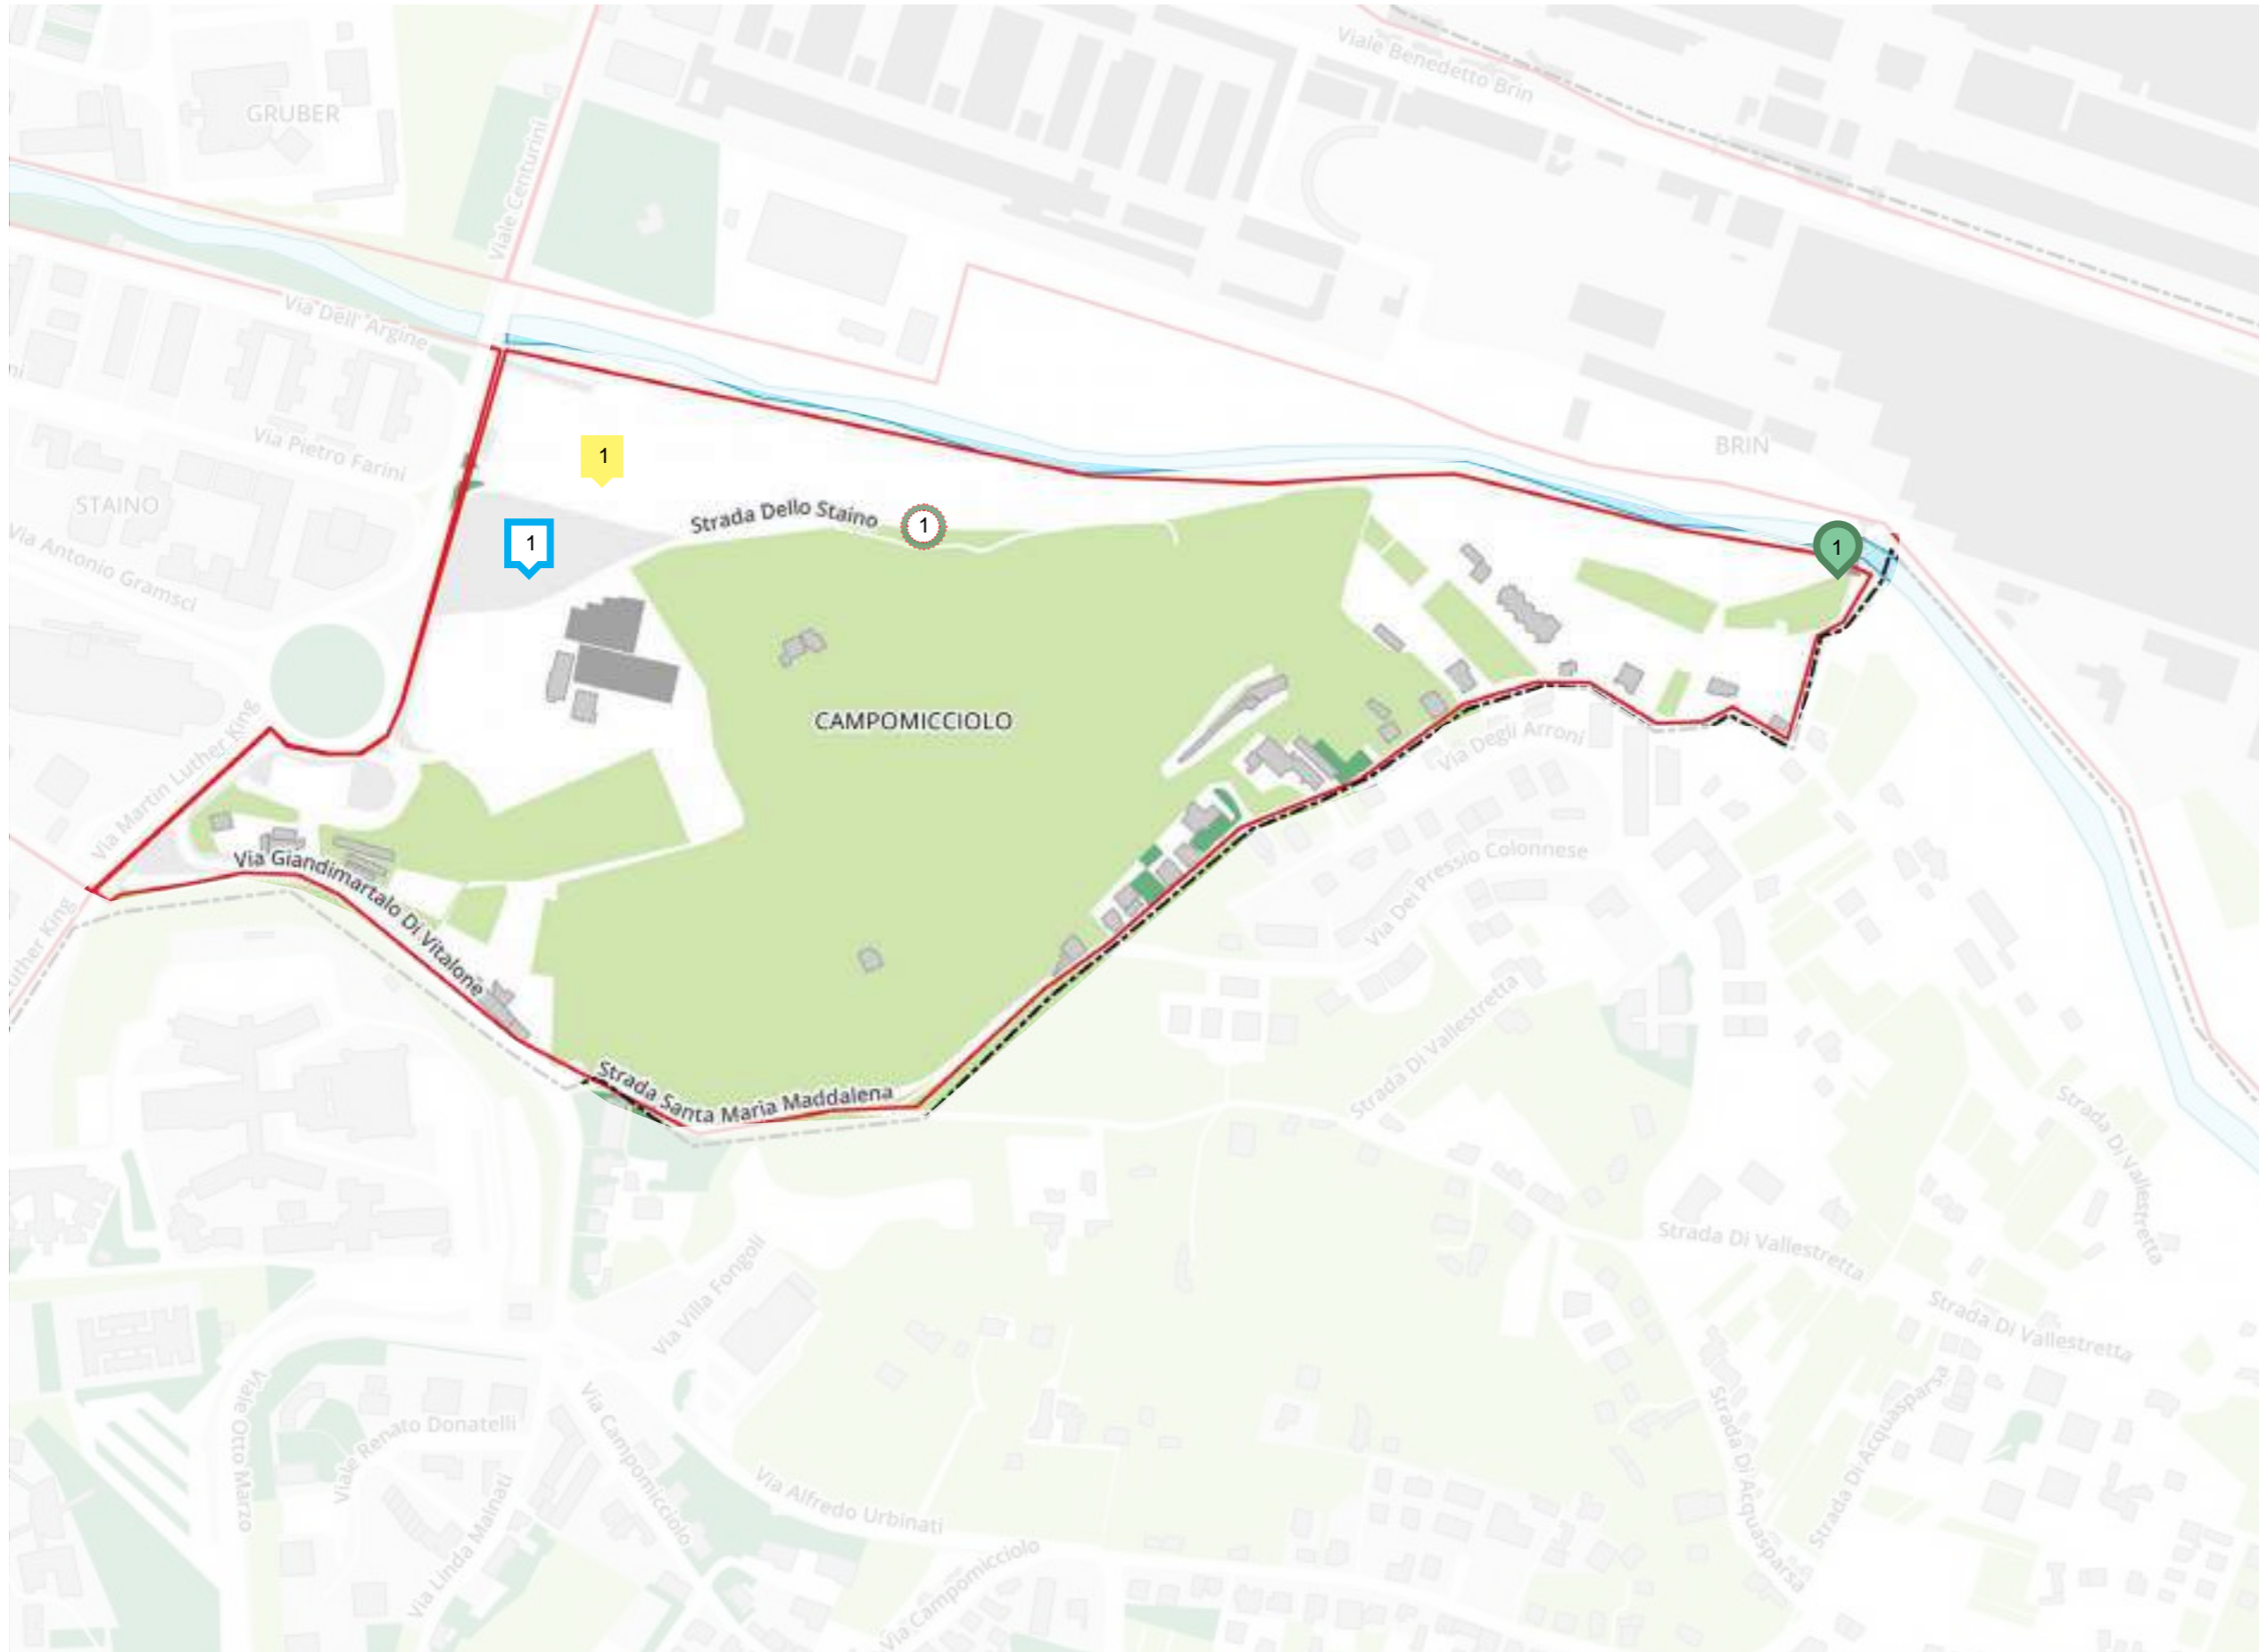 Viale Benedetto Brin
GRUBER
Viale Centurini
Via Dell' Argine
ni
Via Pietro Farini
BRIN
1
STAINO
Strada Dello Staino
1
1
1
Via Antonio Gramsci
CAMPOMICCIOLO
Via Martin Luther King
Via Degli Arroni
Via Giandimartalo Di Vitalone
Via Dei Pressio Colonnese
uther King
Strada Di Vallestretta
Strada Santa Maria Maddalena
Strada Di Vallestretta
Strada Di Vallestretta
Via Villa Fongoli
Strada Di Vallestretta
Viale Otto Marzo
Viale Renato Donatelli
Via Campomicciolo
Strada Di Acquasparsa
Strada Di Acquasparsa
Via Linda Malnati
Via Alfredo Urbinati
Via Campomicciolo